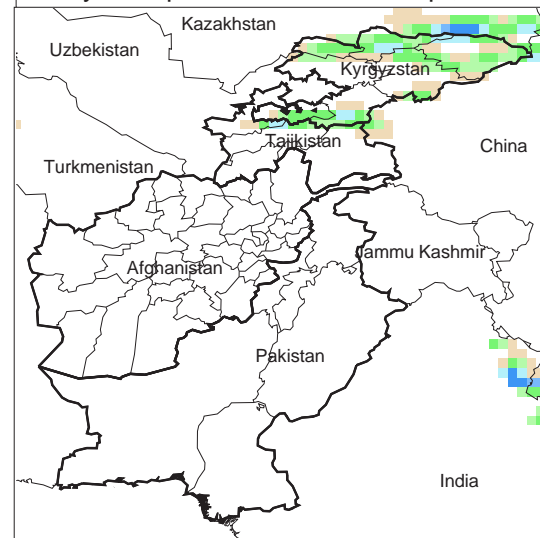 Kazakhstan
Uzbekistan
Kyrgyzstan
Tajikistan
China
Turkmenistan
Jammu Kashmir
Afghanistan
Pakistan
India